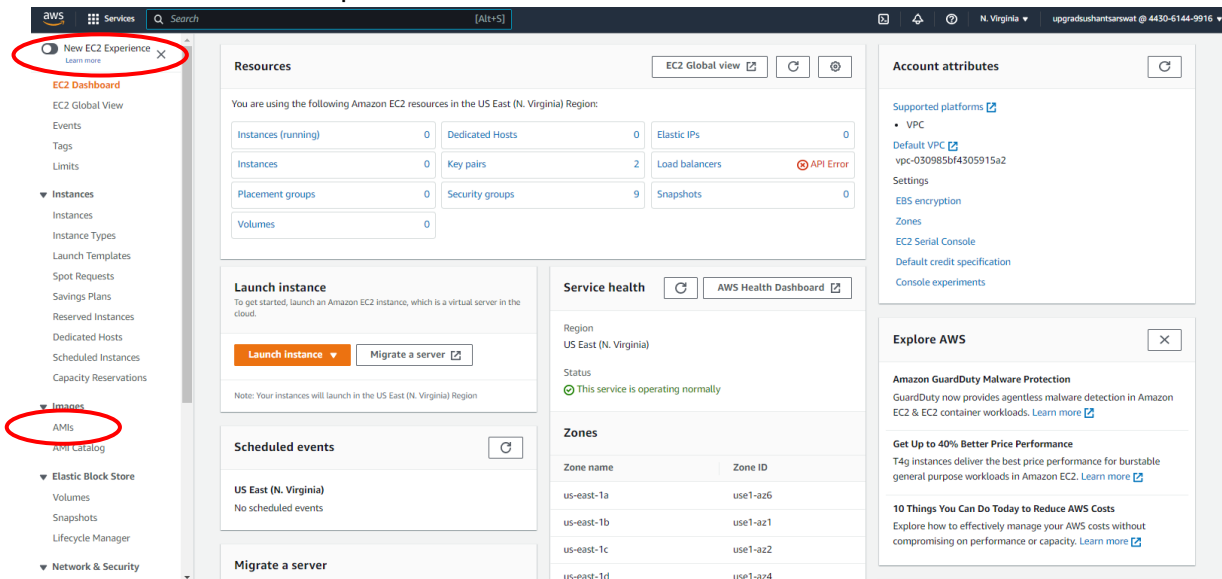 aws
Services
Search
[Alt+S]
N. Virginia
upgradsushantsarswat @ 4430-6144-9916
New EC2 Experience
Learn more
EC2 Dashboard
EC2 Global View
Events
Tags
Limits
Instances
Instances
Instance Types
Launch Templates
Spot Requests
Savings Plans
Reserved Instances
Dedicated Hosts
Scheduled Instances
Capacity Reservations
Images
AMIs
AMI Catalog
Elastic Block Store
Volumes
Snapshots
Lifecycle Manager
Network & Security
Resources
EC2 Global view
You are using the following Amazon EC2 resources in the US East (N. Virginia) Region:
Instances (running) 0
Dedicated Hosts 0
Elastic IPs 0
Instances 0
Key pairs 2
Load balancers API Error
Placement groups 0
Security groups 9
Snapshots 0
Volumes 0
Launch instance
To get started, launch an Amazon EC2 instance, which is a virtual server in the
cloud.
Launch instance
Migrate a server
Note: Your instances will launch in the US East (N. Virginia) Region
Scheduled events
US East (N. Virginia)
No scheduled events
Migrate a server
Service health
AWS Health Dashboard
Region
US East (N. Virginia)
Status
This service is operating normally
Zones
Zone name Zone ID
us-east-1a use1-az6
us-east-1b use1-az1
us-east-1c use1-az2
us-east-1d use1-az4
Account attributes
Supported platforms
• VPC
Default VPC
vpc-030985bf4305915a2
Settings
EBS encryption
Zones
EC2 Serial Console
Default credit specification
Console experiments
Explore AWS
Amazon GuardDuty Malware Protection
GuardDuty now provides agentless malware detection in Amazon
EC2 & EC2 container workloads. Learn more
Get Up to 40% Better Price Performance
T4g instances deliver the best price performance for burstable
general purpose workloads in Amazon EC2. Learn more
10 Things You Can Do Today to Reduce AWS Costs
Explore how to effectively manage your AWS costs without
compromising on performance or capacity. Learn more